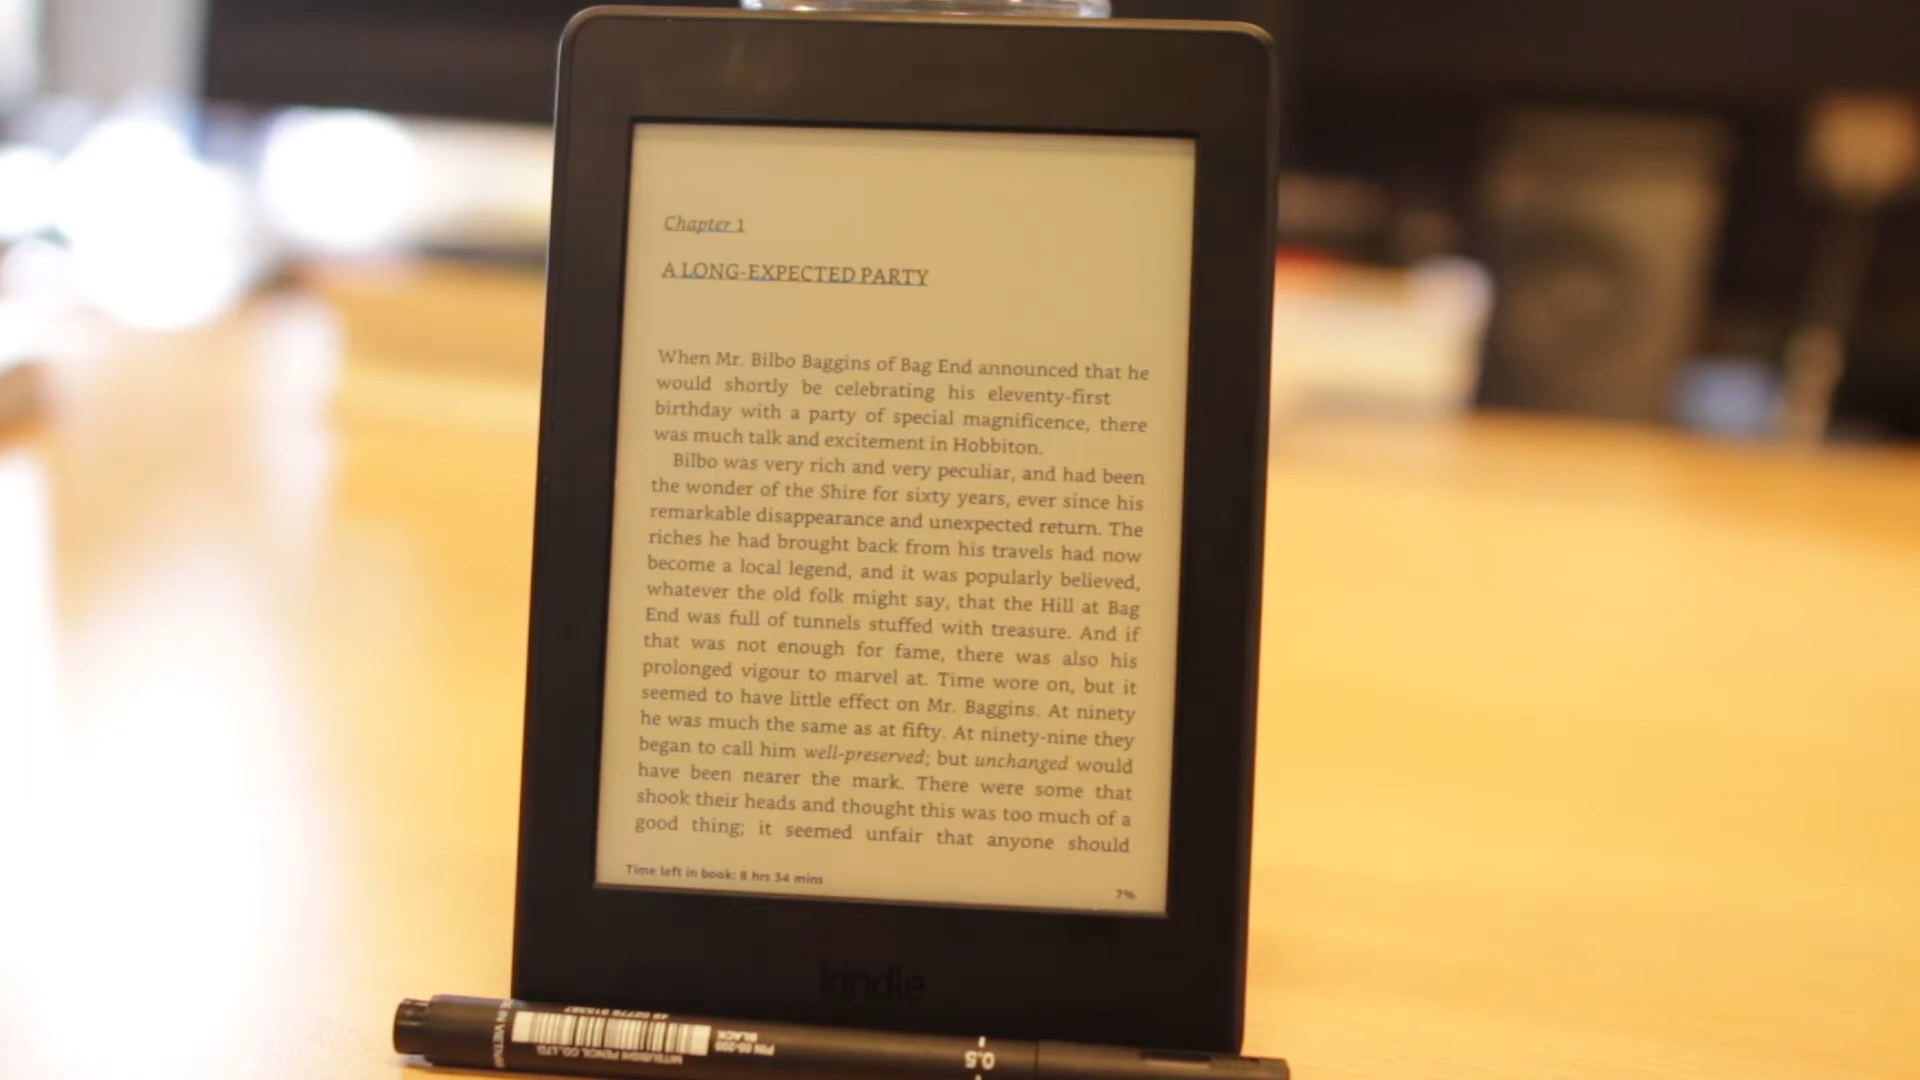 Chapter 1
A LONG-EXPECTED PARTY
When Mr. Bilbo Baggins of Bag End announced that he
would shortly be celebrating his eleventy-first
birthday with a party of special magnificence, there
was much talk and excitement in Hobbiton.
Bilbo was very rich and very peculiar, and had been
the wonder of the Shire for sixty years, ever since his
remarkable disappearance and unexpected return. The
riches he had brought back from his travels had now
become a local legend, and it was popularly believed,
whatever the old folk might say, that the Hill at Bag
End was full of tunnels stuffed with treasure. And if
that was not enough for fame, there was also his
prolonged vigour to marvel at. Time wore on, but it
seemed to have little effect on Mr. Baggins. At ninety
he was much the same as at fifty. At ninety-nine they
began to call him well-preserved; but unchanged would
have been nearer the mark. There were some that
shook their heads and thought this was too much of a
good thing; it seemed unfair that anyone should
Time left in book: 8 hrs 34 mins
7%
kindle
0.5
PIN 05-200
BLACK
MITSUBISHI PENCIL CO.,LTD.